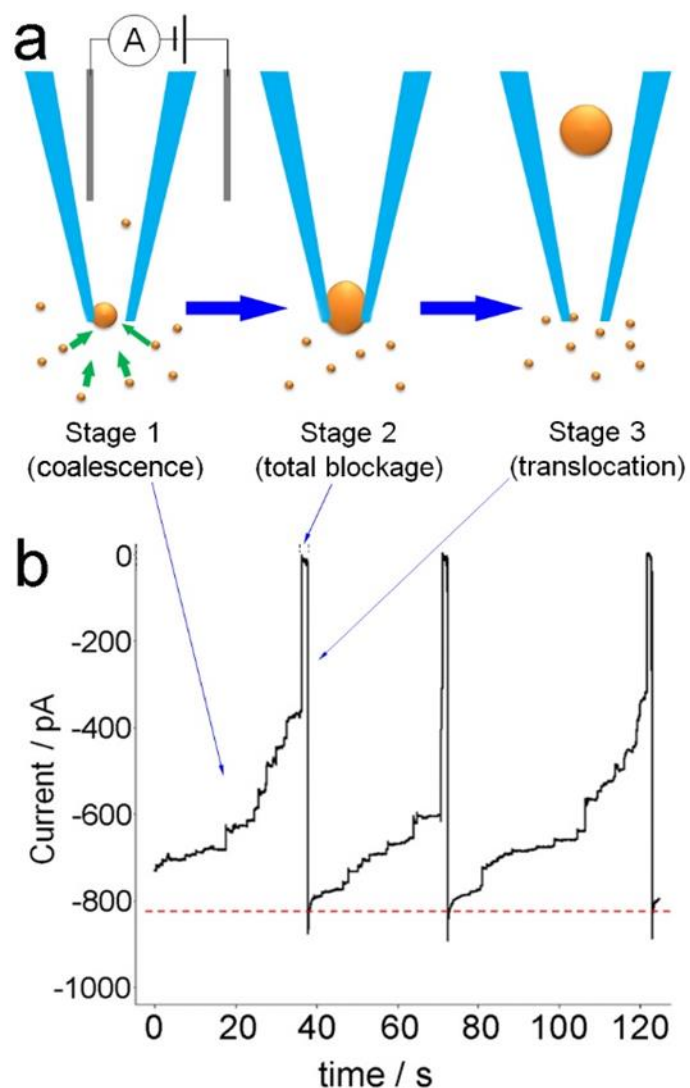 a
A
Stage 1
(coalescence)
Stage 2
(total blockage)
Stage 3
(translocation)
b
0
-200
-400
-600
-800
-1000
Current / pA
0 20 40 60 80 100 120
time / s